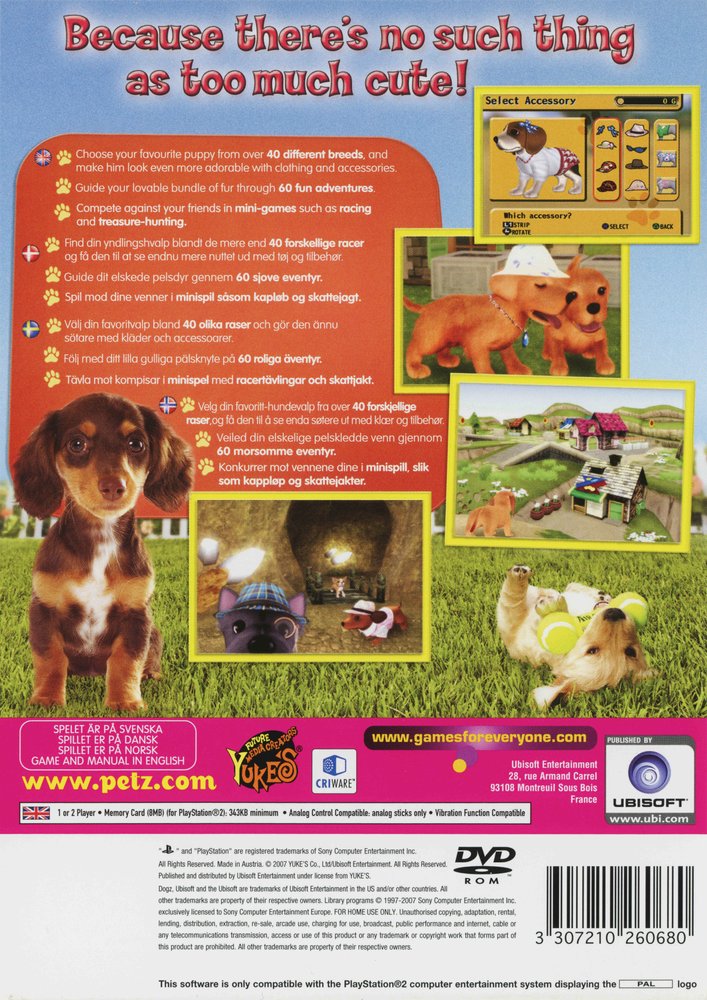 Because there's no such thing
as too much cute!
Select Accessory
0 G
Which accessory?
L1 STRIP
ROTATE
SELECT
BACK
Choose your favourite puppy from over 40 different breeds, and
make him look even more adorable with clothing and accessories.
Guide your lovable bundle of fur through 60 fun adventures.
Compete against your friends in mini-games such as racing
and treasure-hunting.
Find din yndlingshvalp blandt de mere end 40 forskellige racer
og få den til at se endnu mere nuttet ud med tøj og tilbehør.
Guide dit elskede pelsdyr gennem 60 sjove eventyr.
Spil mod dine venner i minispil såsom kapløb og skattejagt.
Välj din favoritvalp bland 40 olika raser och gör den ännu
sötare med kläder och accessoarer.
Följ med ditt lilla gulliga pälsknyte på 60 roliga äventyr.
Tävla mot kompisar i minispel med racertävlingar och skattjakt.
Velg din favoritt-hundevalp fra over 40 forskjellige
raser,og få den til å se enda søtere ut med klær og tilbehør.
Veiled din elskelige pelskledde venn gjennom
60 morsomme eventyr.
Konkurrer mot vennene dine i minispill, slik
som kappløp og skattejakter.
SPELET ÄR PÅ SVENSKA
SPILLET ER PÅ DANSK
SPILLET ER PÅ NORSK
GAME AND MANUAL IN ENGLISH
www.petz.com
FUTURE
MEDIA CREATORS
YUKE'S
CRIWARE™
www.gamesforeveryone.com
Ubisoft Entertainment
28, rue Armand Carrel
93108 Montreuil Sous Bois
France
PUBLISHED BY
UBISOFT®
www.ubi.com
1 or 2 Player • Memory Card (8MB) (for PlayStation®2): 343KB minimum • Analog Control Compatible: analog sticks only • Vibration Function Compatible
" " and "PlayStation" are registered trademarks of Sony Computer Entertainment Inc.
All Rights Reserved. Made in Austria. © 2007 YUKE'S Co., Ltd/Ubisoft Entertainment. All Rights Reserved.
Published and distributed by Ubisoft Entertainment under license from YUKE'S.
Dogz, Ubisoft and the Ubisoft are trademarks of Ubisoft Entertainment in the US and/or other countries. All
other trademarks are property of their respective owners. Library programs © 1997-2007 Sony Computer Entertainment Inc.
exclusively licensed to Sony Computer Entertainment Europe. FOR HOME USE ONLY. Unauthorised copying, adaptation, rental,
lending, distribution, extraction, re-sale, arcade use, charging for use, broadcast, public performance and internet, cable or
any telecommunications transmission, access or use of this product or any trademark or copyright work that forms part of
this product are prohibited. All other trademarks are property of their respective owners.
DVD
ROM
3 307210 260680
This software is only compatible with the PlayStation®2 computer entertainment system displaying the PAL logo